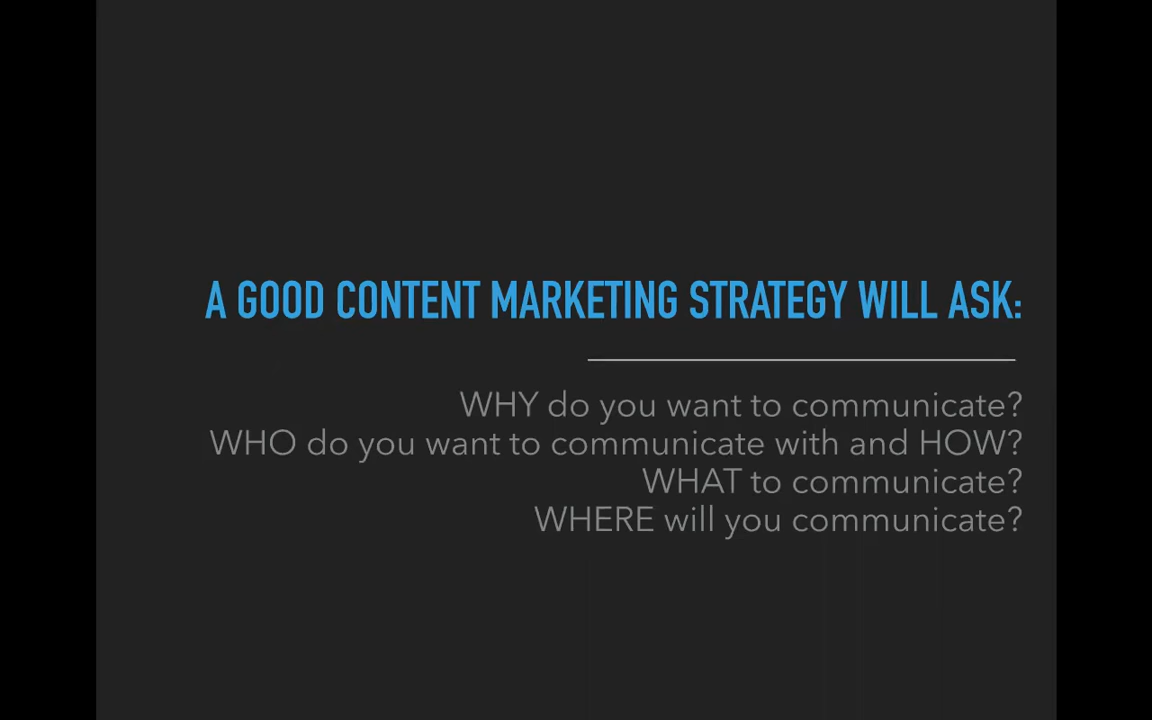 A GOOD CONTENT MARKETING STRATEGY WILL ASK:
WHY do you want to communicate?
WHO do you want to communicate with and HOW?
WHAT to communicate?
WHERE will you communicate?